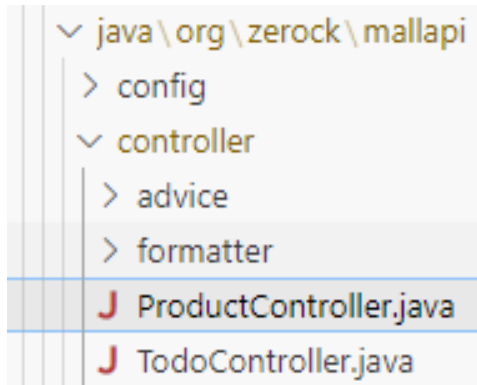 java\org\zerock\mallapi
config
controller
advice
formatter
J ProductController.java
J TodoController.java